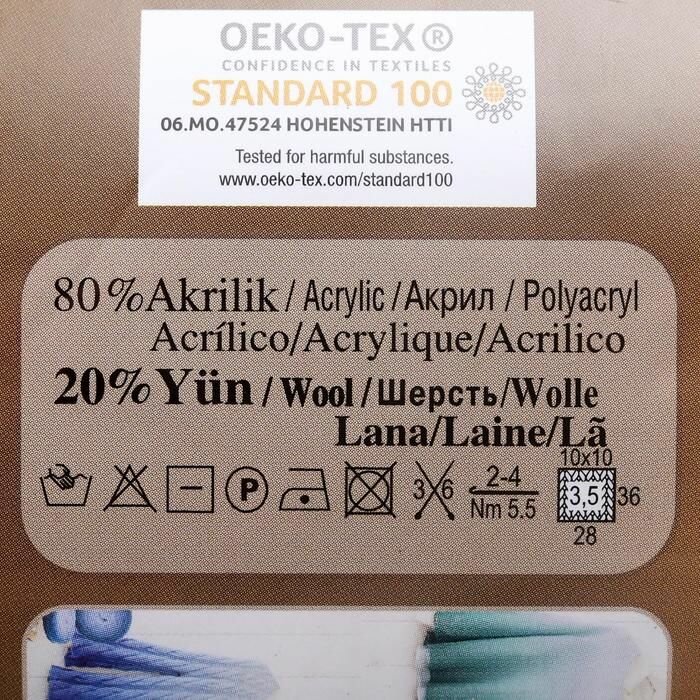 OEKO-TEX®
CONFIDENCE IN TEXTILES
STANDARD 100
06.MO.47524 HOHENSTEIN HTTI
Tested for harmful substances.
www.oeko-tex.com/standard100
80%Akrilik / Acrylic / Акрил / Polyacryl
Acrílico/Acrylique/Acrilico
20%Yün / Wool / Шерсть/Wolle
Lana/Laine/Lã
10x10
P 3 6 2-4 3,5 36
Nm 5.5
28